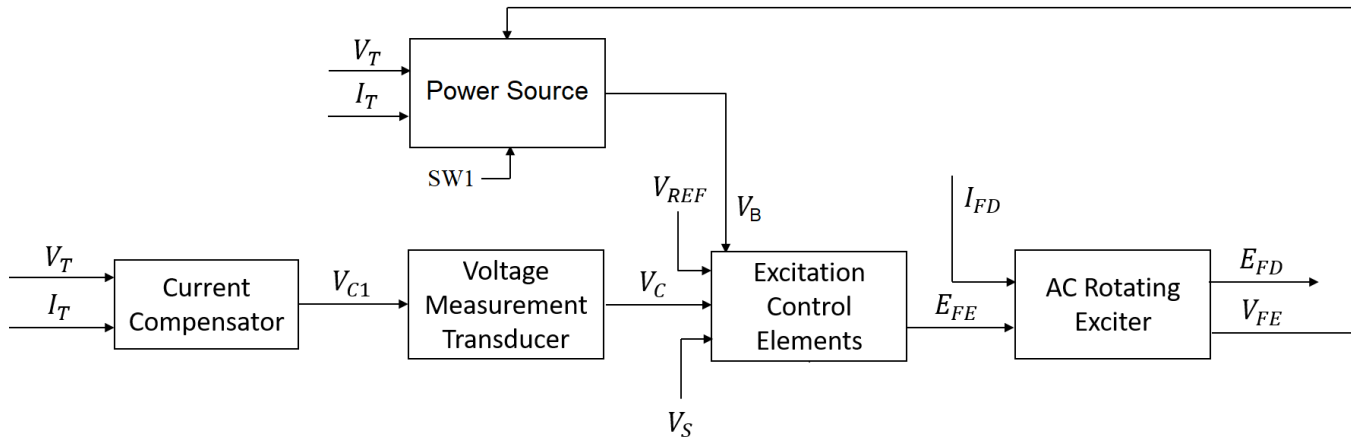 V_T
I_T
Power Source
SW1
V_REF
V_B
I_FD
V_T
I_T
Current
Compensator
V_C1
Voltage
Measurement
Transducer
V_C
Excitation
Control
Elements
V_S
E_FE
AC Rotating
Exciter
E_FD
V_FE